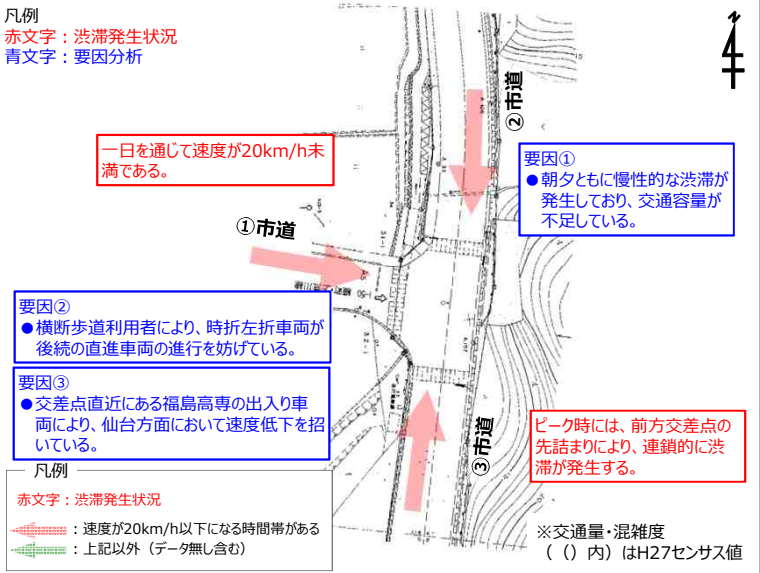 凡例
赤文字：渋滞発生状況
青文字：要因分析
②市道
一日を通じて速度が20km/h未
満である。
要因①
●朝夕ともに慢性的な渋滞が
発生しており、交通容量が
不足している。
①市道
要因②
●横断歩道利用者により、時折左折車両が
後続の直進車両の進行を妨げている。
要因③
●交差点直近にある福島高専の出入り車
両により、仙台方面において速度低下を招
いている。
③市道
ピーク時には、前方交差点の
先詰まりにより、連鎖的に渋
滞が発生する。
凡例
赤文字：渋滞発生状況
：速度が20km/h以下になる時間帯がある
：上記以外（データ無し含む）
※交通量・混雑度
（（）内）はH27センサス値